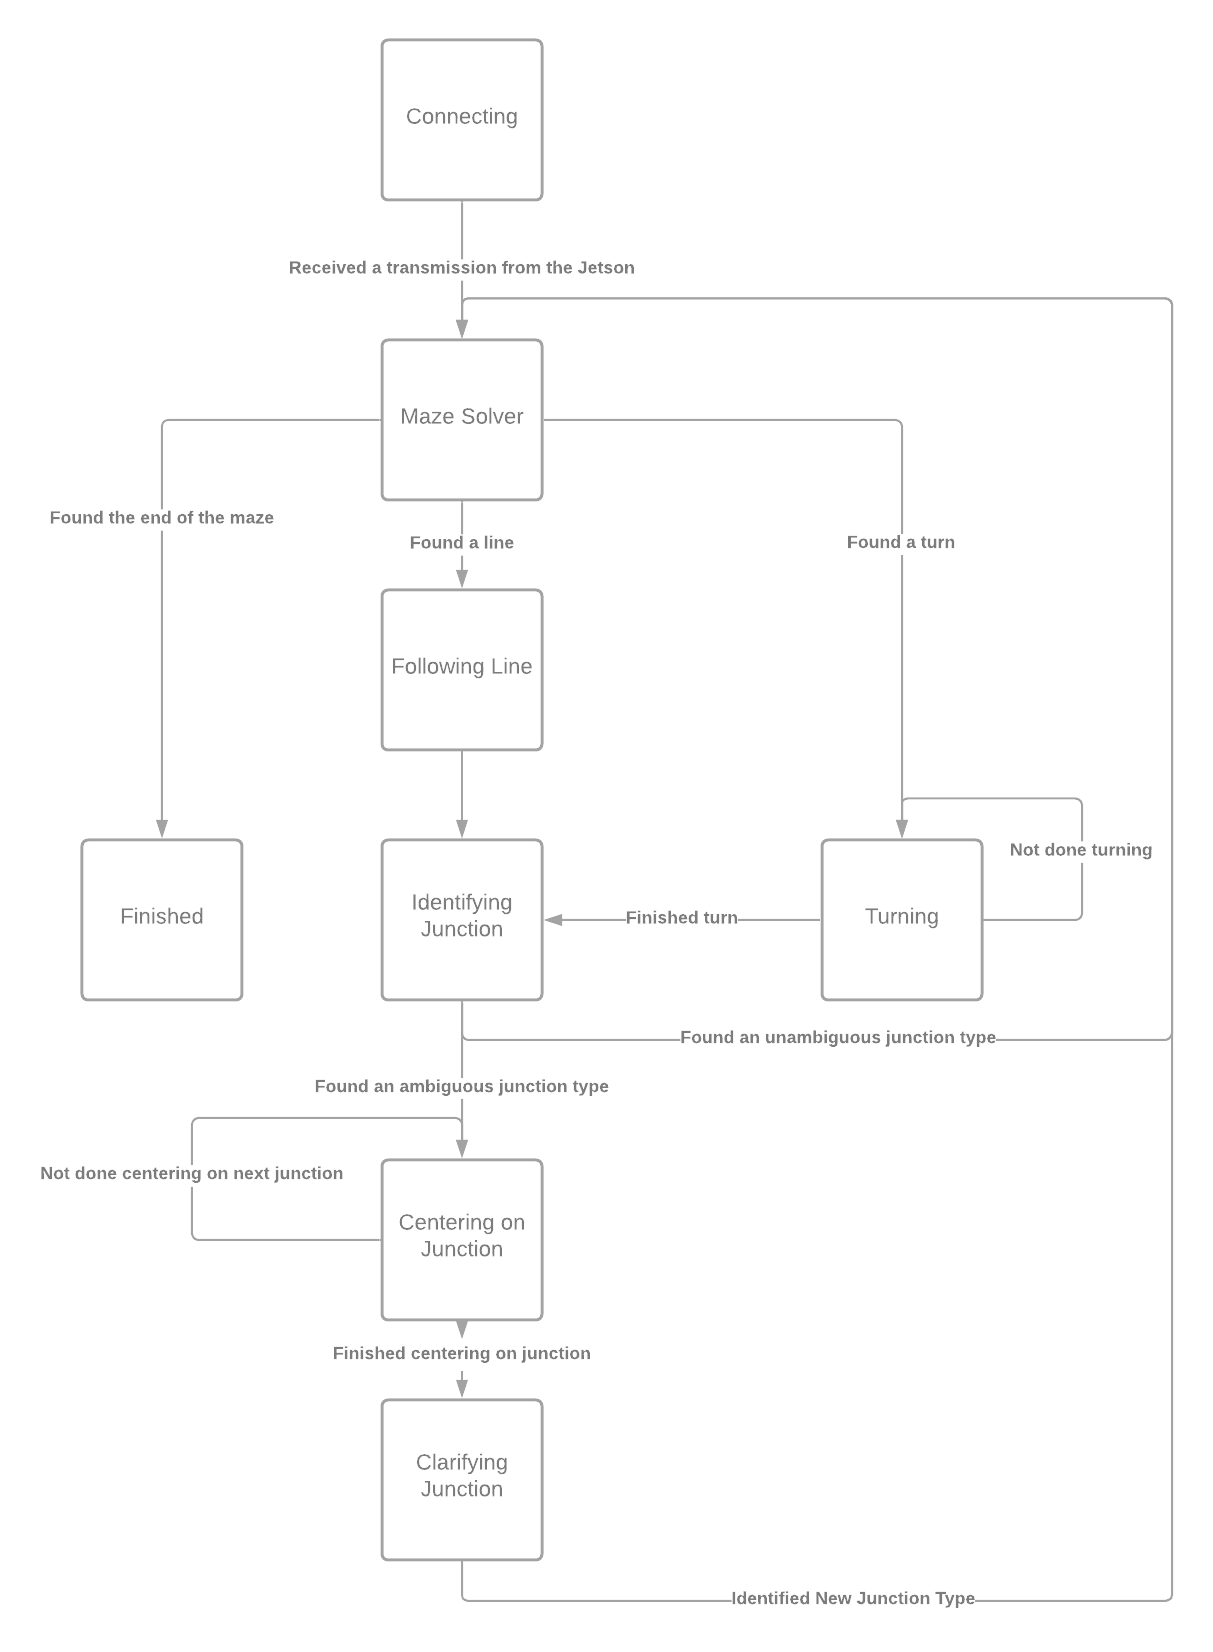 Connecting
Received a transmission from the Jetson
Maze Solver
Found the end of the maze
Found a line
Found a turn
Following Line
Not done turning
Finished
Identifying
Junction
Finished turn
Turning
Found an unambiguous junction type
Found an ambiguous junction type
Not done centering on next junction
Centering on
Junction
Finished centering on junction
Clarifying
Junction
Identified New Junction Type